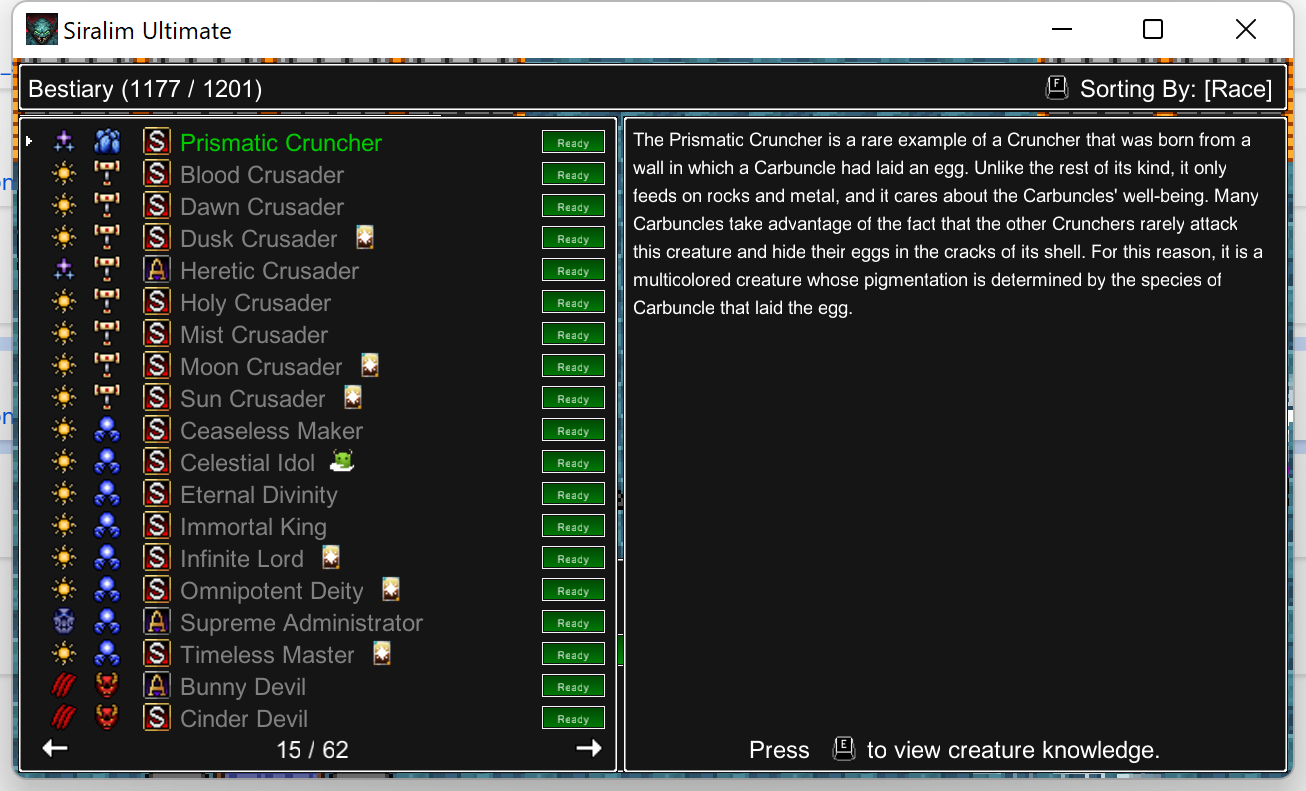 Siralim Ultimate
Bestiary (1177 / 1201)
F Sorting By: [Race]
S Prismatic Cruncher Ready
S Blood Crusader Ready
S Dawn Crusader Ready
S Dusk Crusader Ready
A Heretic Crusader Ready
S Holy Crusader Ready
S Mist Crusader Ready
S Moon Crusader Ready
S Sun Crusader Ready
S Ceaseless Maker Ready
S Celestial Idol Ready
S Eternal Divinity Ready
S Immortal King Ready
S Infinite Lord Ready
S Omnipotent Deity Ready
A Supreme Administrator Ready
S Timeless Master Ready
A Bunny Devil Ready
S Cinder Devil Ready
15 / 62
The Prismatic Cruncher is a rare example of a Cruncher that was born from a
wall in which a Carbuncle had laid an egg. Unlike the rest of its kind, it only
feeds on rocks and metal, and it cares about the Carbuncles' well-being. Many
Carbuncles take advantage of the fact that the other Crunchers rarely attack
this creature and hide their eggs in the cracks of its shell. For this reason, it is a
multicolored creature whose pigmentation is determined by the species of
Carbuncle that laid the egg.
Press E to view creature knowledge.